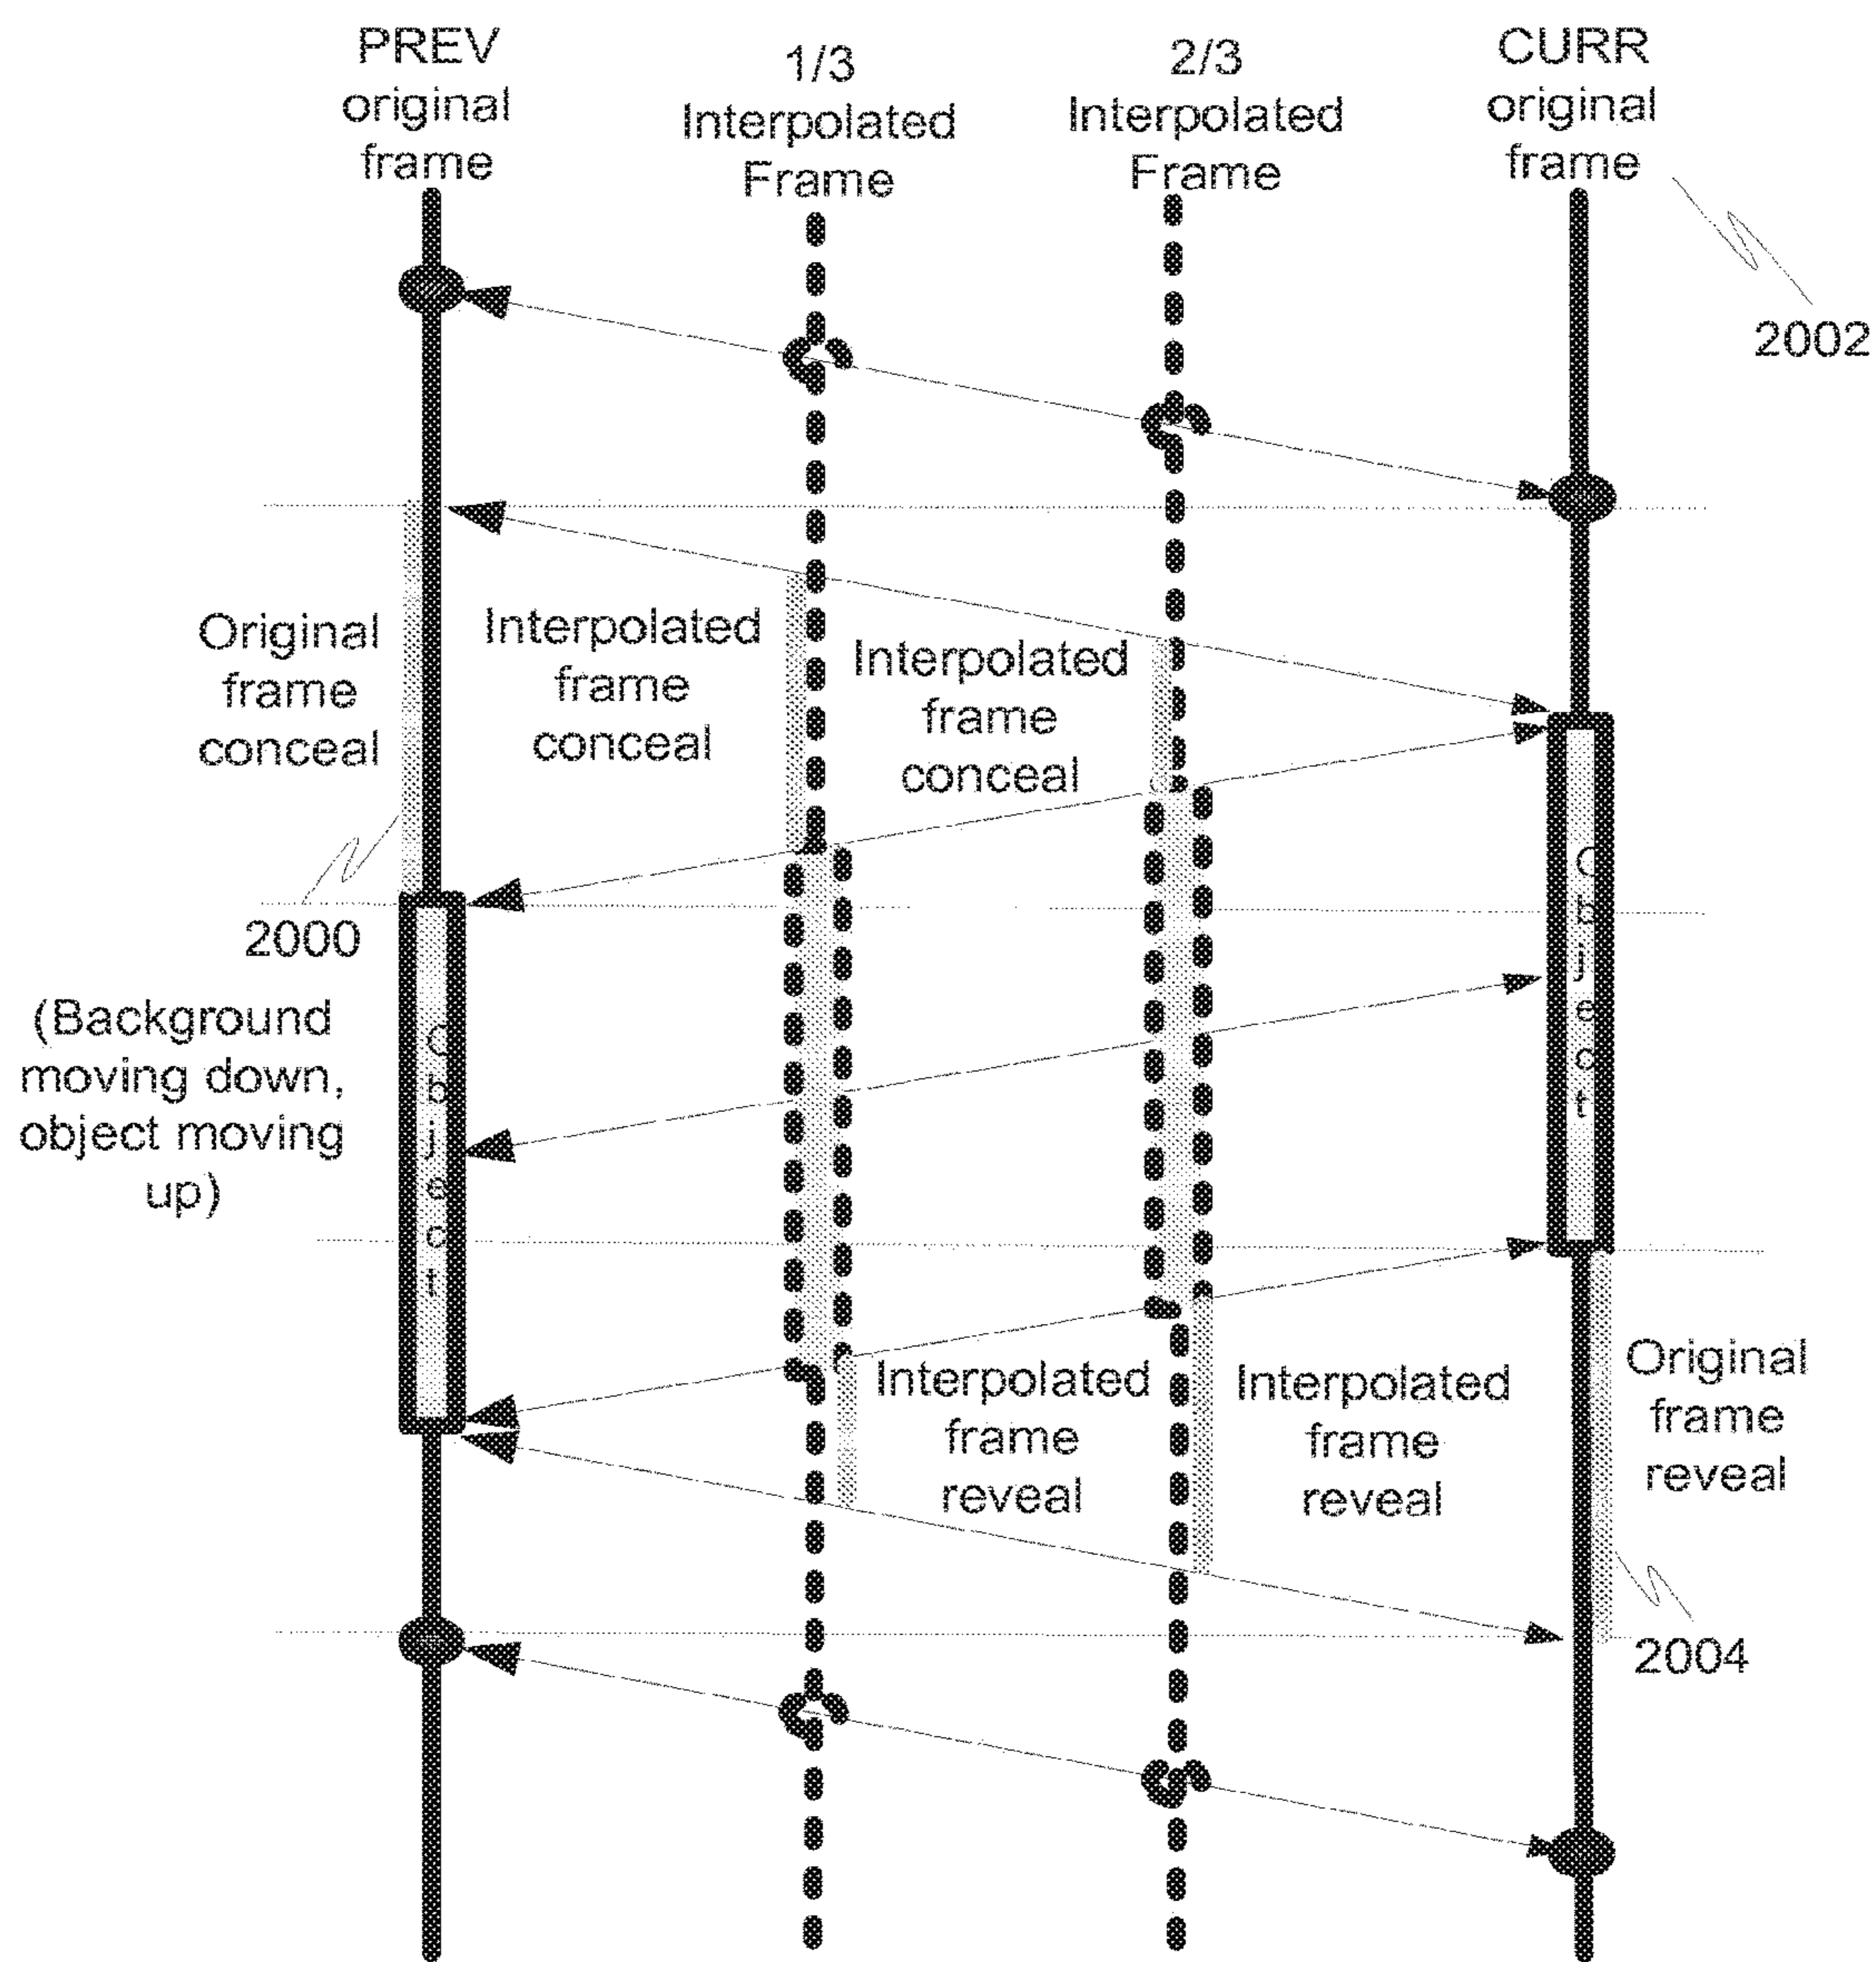 PREV
original
frame
1/3
Interpolated
Frame
2/3
Interpolated
Frame
CURR
original
frame
2002
Original
frame
conceal
Interpolated
frame
conceal
Interpolated
frame
conceal
2000
(Background
moving down,
object moving
up)
Object
Object
Interpolated
frame
reveal
Interpolated
frame
reveal
Original
frame
reveal
2004